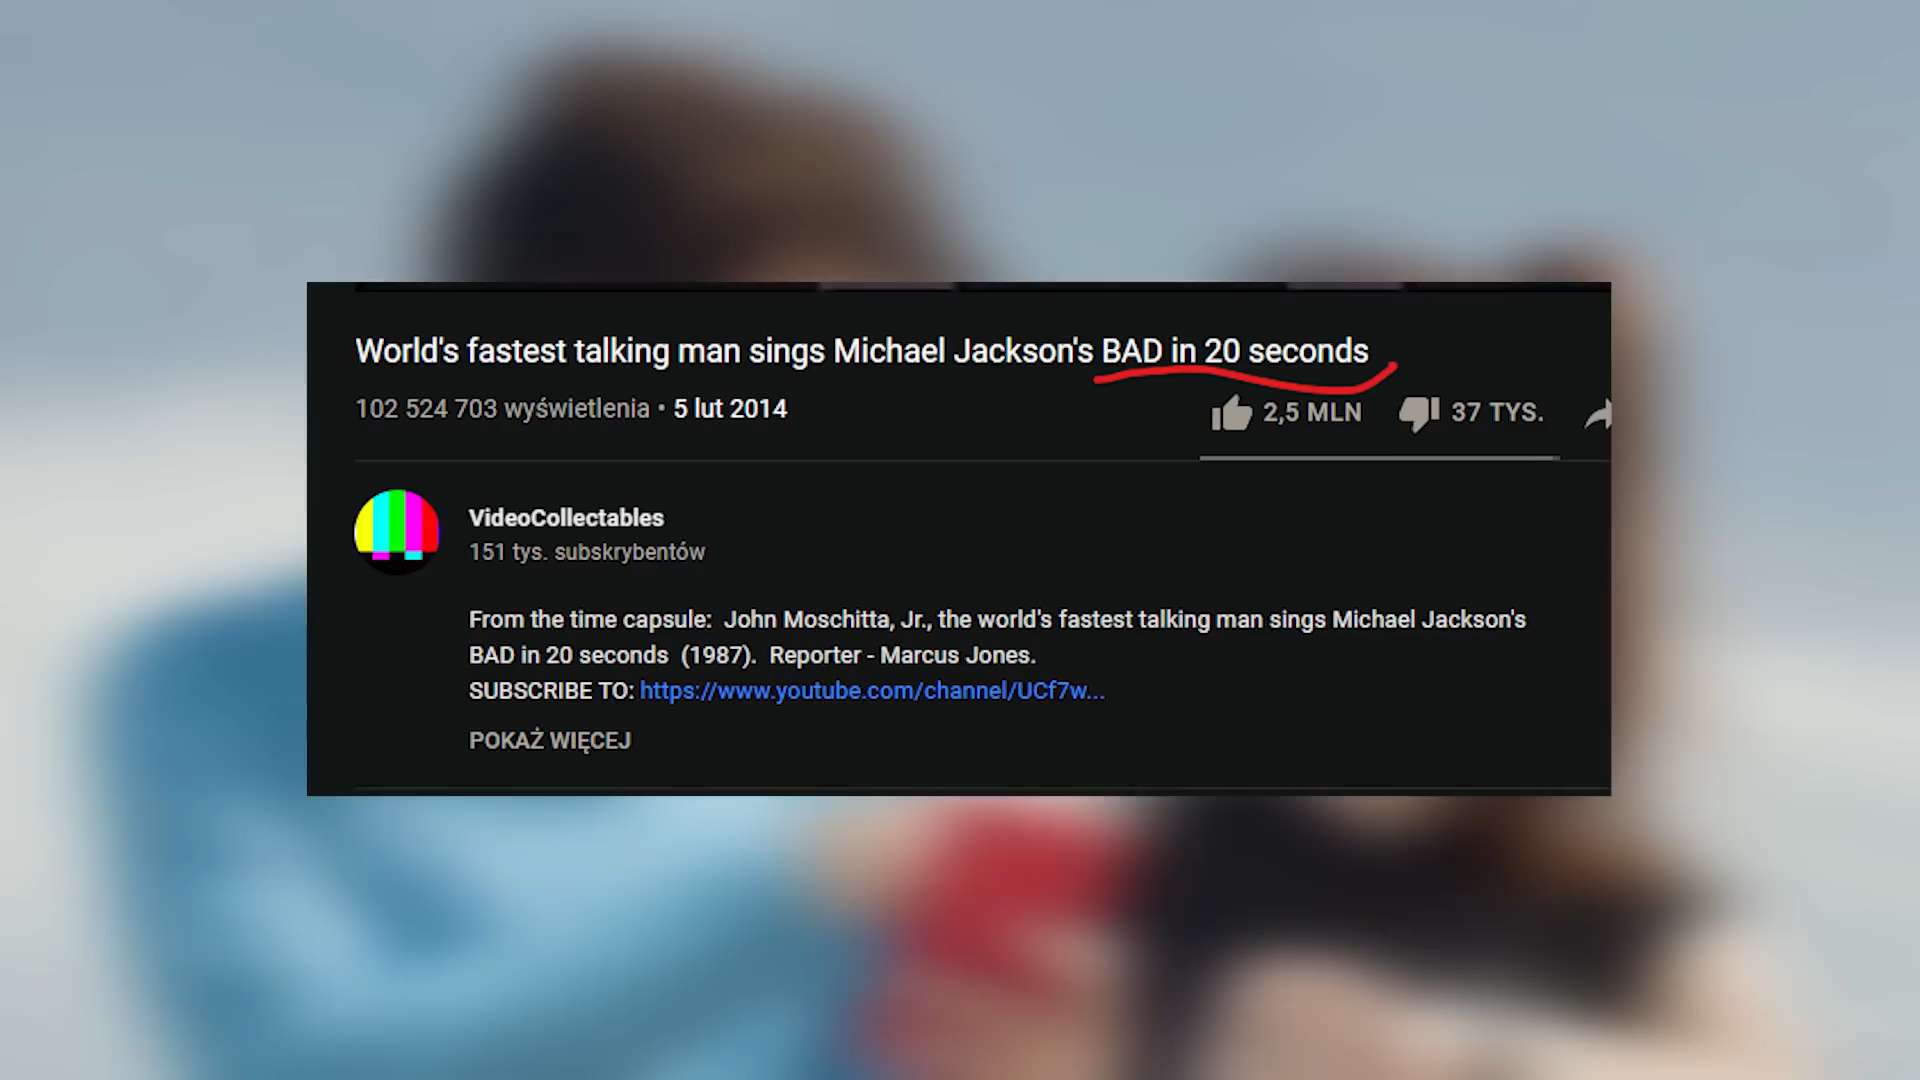 World's fastest talking man sings Michael Jackson's BAD in 20 seconds
102 524 703 wyświetlenia • 5 lut 2014
2,5 MLN 37 TYS.
VideoCollectables
151 tys. subskrybentów
From the time capsule:  John Moschitta, Jr., the world's fastest talking man sings Michael Jackson's
BAD in 20 seconds  (1987).  Reporter - Marcus Jones.
SUBSCRIBE TO: https://www.youtube.com/channel/UCf7w...
POKAŻ WIĘCEJ